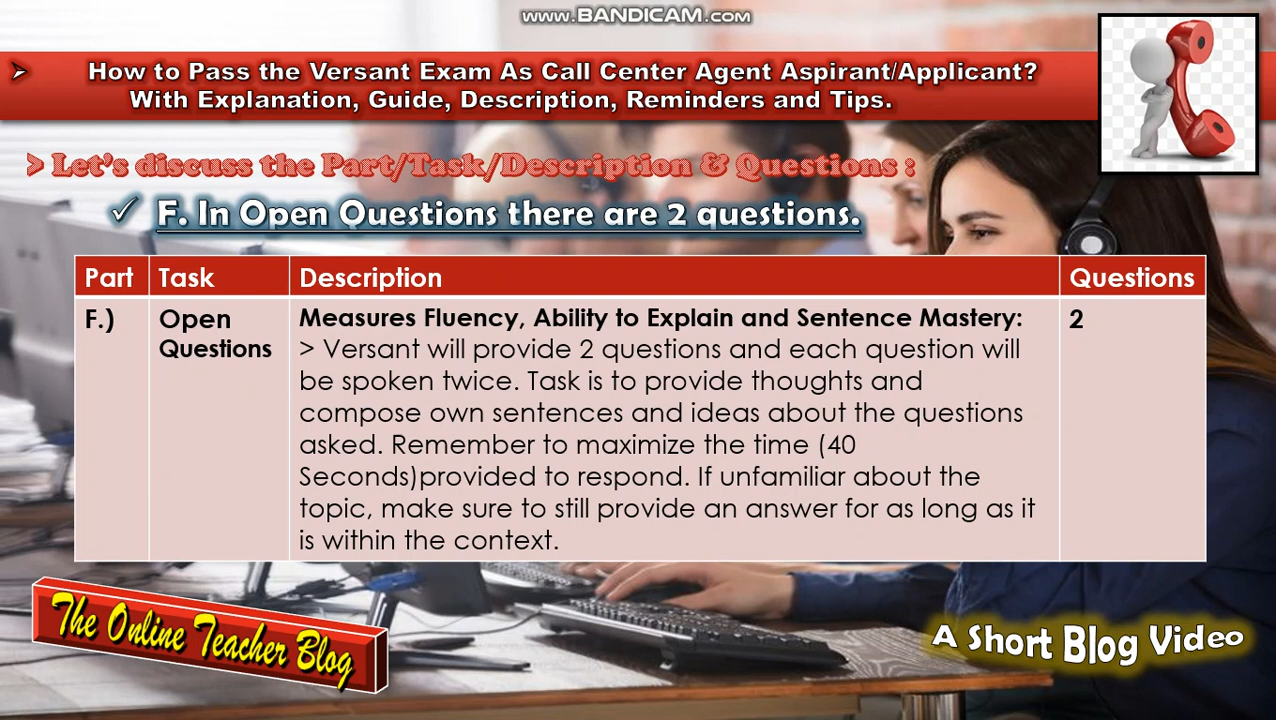 www.BANDICAM.com
➢ How to Pass the Versant Exam As Call Center Agent Aspirant/Applicant?
With Explanation, Guide, Description, Reminders and Tips.
> Let's discuss the Part/Task/Description & Questions :
✓ F. In Open Questions there are 2 questions.
Part Task Description Questions
F.) Open Questions
Measures Fluency, Ability to Explain and Sentence Mastery:
> Versant will provide 2 questions and each question will
be spoken twice. Task is to provide thoughts and
compose own sentences and ideas about the questions
asked. Remember to maximize the time (40
Seconds)provided to respond. If unfamiliar about the
topic, make sure to still provide an answer for as long as it
is within the context.
2
The Online Teacher Blog
A Short Blog Video